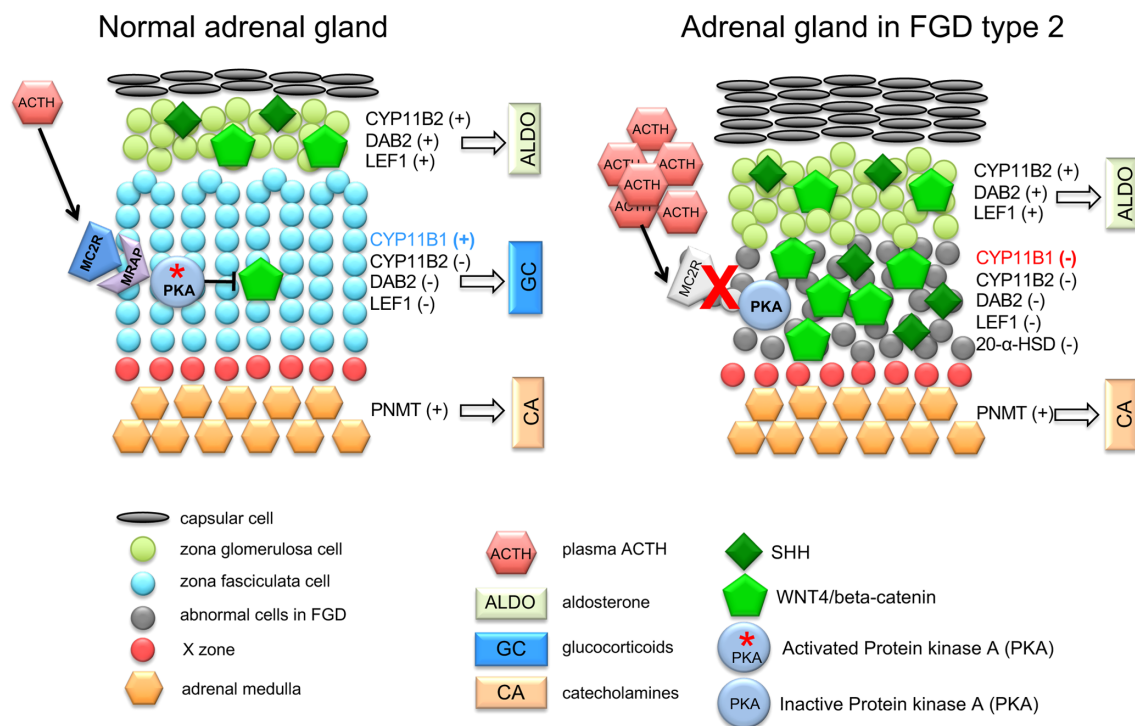 Normal adrenal gland
ACTH
CYP11B2 (+)
DAB2 (+)
LEF1 (+)
ALDO
MC2R
MRAP
*
PKA
CYP11B1 (+)
CYP11B2 (-)
DAB2 (-)
LEF1 (-)
GC
PNMT (+)
CA
Adrenal gland in FGD type 2
ACTH
ACTH
ACTH
ACTH
ACTH
ACTH
CYP11B2 (+)
DAB2 (+)
LEF1 (+)
ALDO
MC2R
X
PKA
CYP11B1 (-)
CYP11B2 (-)
DAB2 (-)
LEF1 (-)
20-α-HSD (-)
PNMT (+)
CA
capsular cell
zona glomerulosa cell
zona fasciculata cell
abnormal cells in FGD
X zone
adrenal medulla
ACTH plasma ACTH
ALDO aldosterone
GC glucocorticoids
CA catecholamines
SHH
WNT4/beta-catenin
*
PKA Activated Protein kinase A (PKA)
PKA Inactive Protein kinase A (PKA)